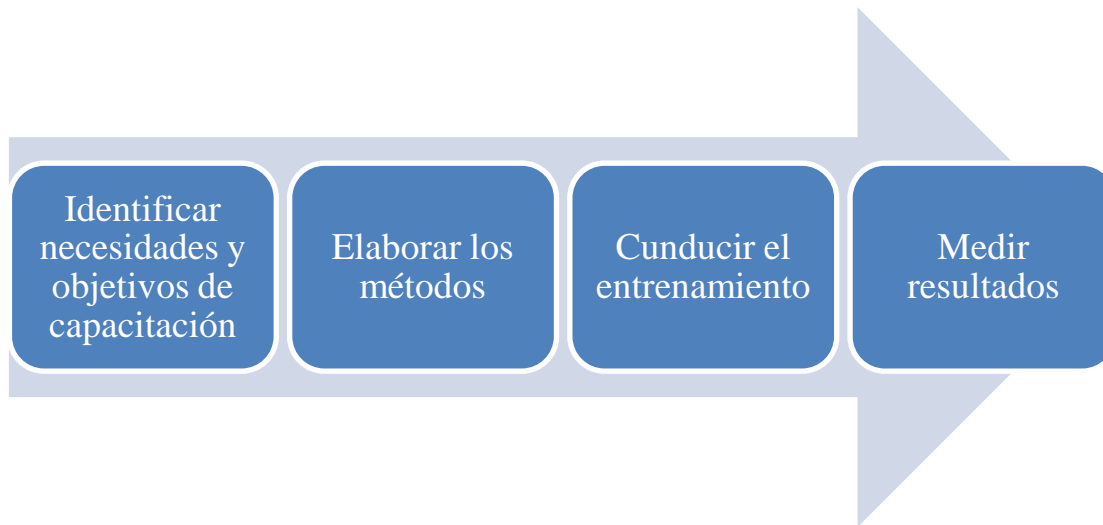 Identificar
necesidades y
objetivos de
capacitación
Elaborar los
métodos
Cunducir el
entrenamiento
Medir
resultados